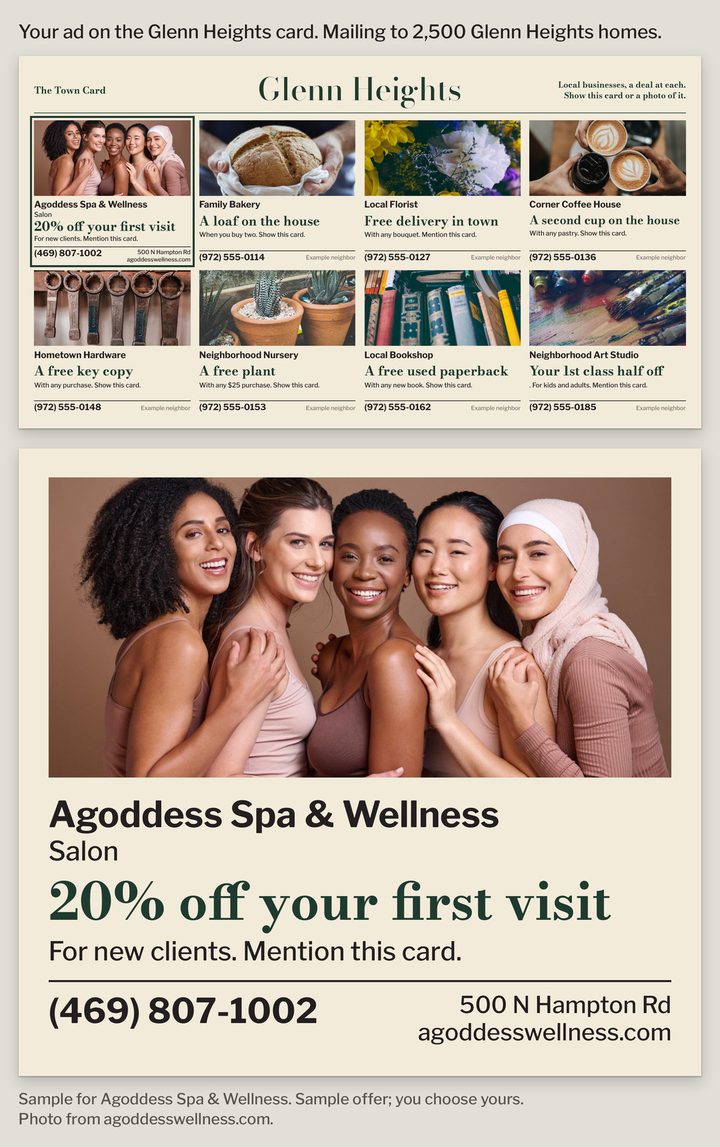 Your ad on the Glenn Heights card. Mailing to 2,500 Glenn Heights homes.
The Town Card
Glenn Heights
Local businesses, a deal at each.
Show this card or a photo of it.
Agoddess Spa & Wellness
Salon
20% off your first visit
For new clients. Mention this card.
(469) 807-1002
500 N Hampton Rd
agoddesswellness.com
Family Bakery
A loaf on the house
When you buy two. Show this card.
(972) 555-0114
Example neighbor
Local Florist
Free delivery in town
With any bouquet. Mention this card.
(972) 555-0127
Example neighbor
Corner Coffee House
A second cup on the house
With any pastry. Show this card.
(972) 555-0136
Example neighbor
Hometown Hardware
A free key copy
With any purchase. Show this card.
(972) 555-0148
Example neighbor
Neighborhood Nursery
A free plant
With any $25 purchase. Show this card.
(972) 555-0153
Example neighbor
Local Bookshop
A free used paperback
With any new book. Show this card.
(972) 555-0162
Example neighbor
Neighborhood Art Studio
Your 1st class half off
. For kids and adults. Mention this card.
(972) 555-0185
Example neighbor
Agoddess Spa & Wellness
Salon
20% off your first visit
For new clients. Mention this card.
(469) 807-1002
500 N Hampton Rd
agoddesswellness.com
Sample for Agoddess Spa & Wellness. Sample offer; you choose yours.
Photo from agoddesswellness.com.